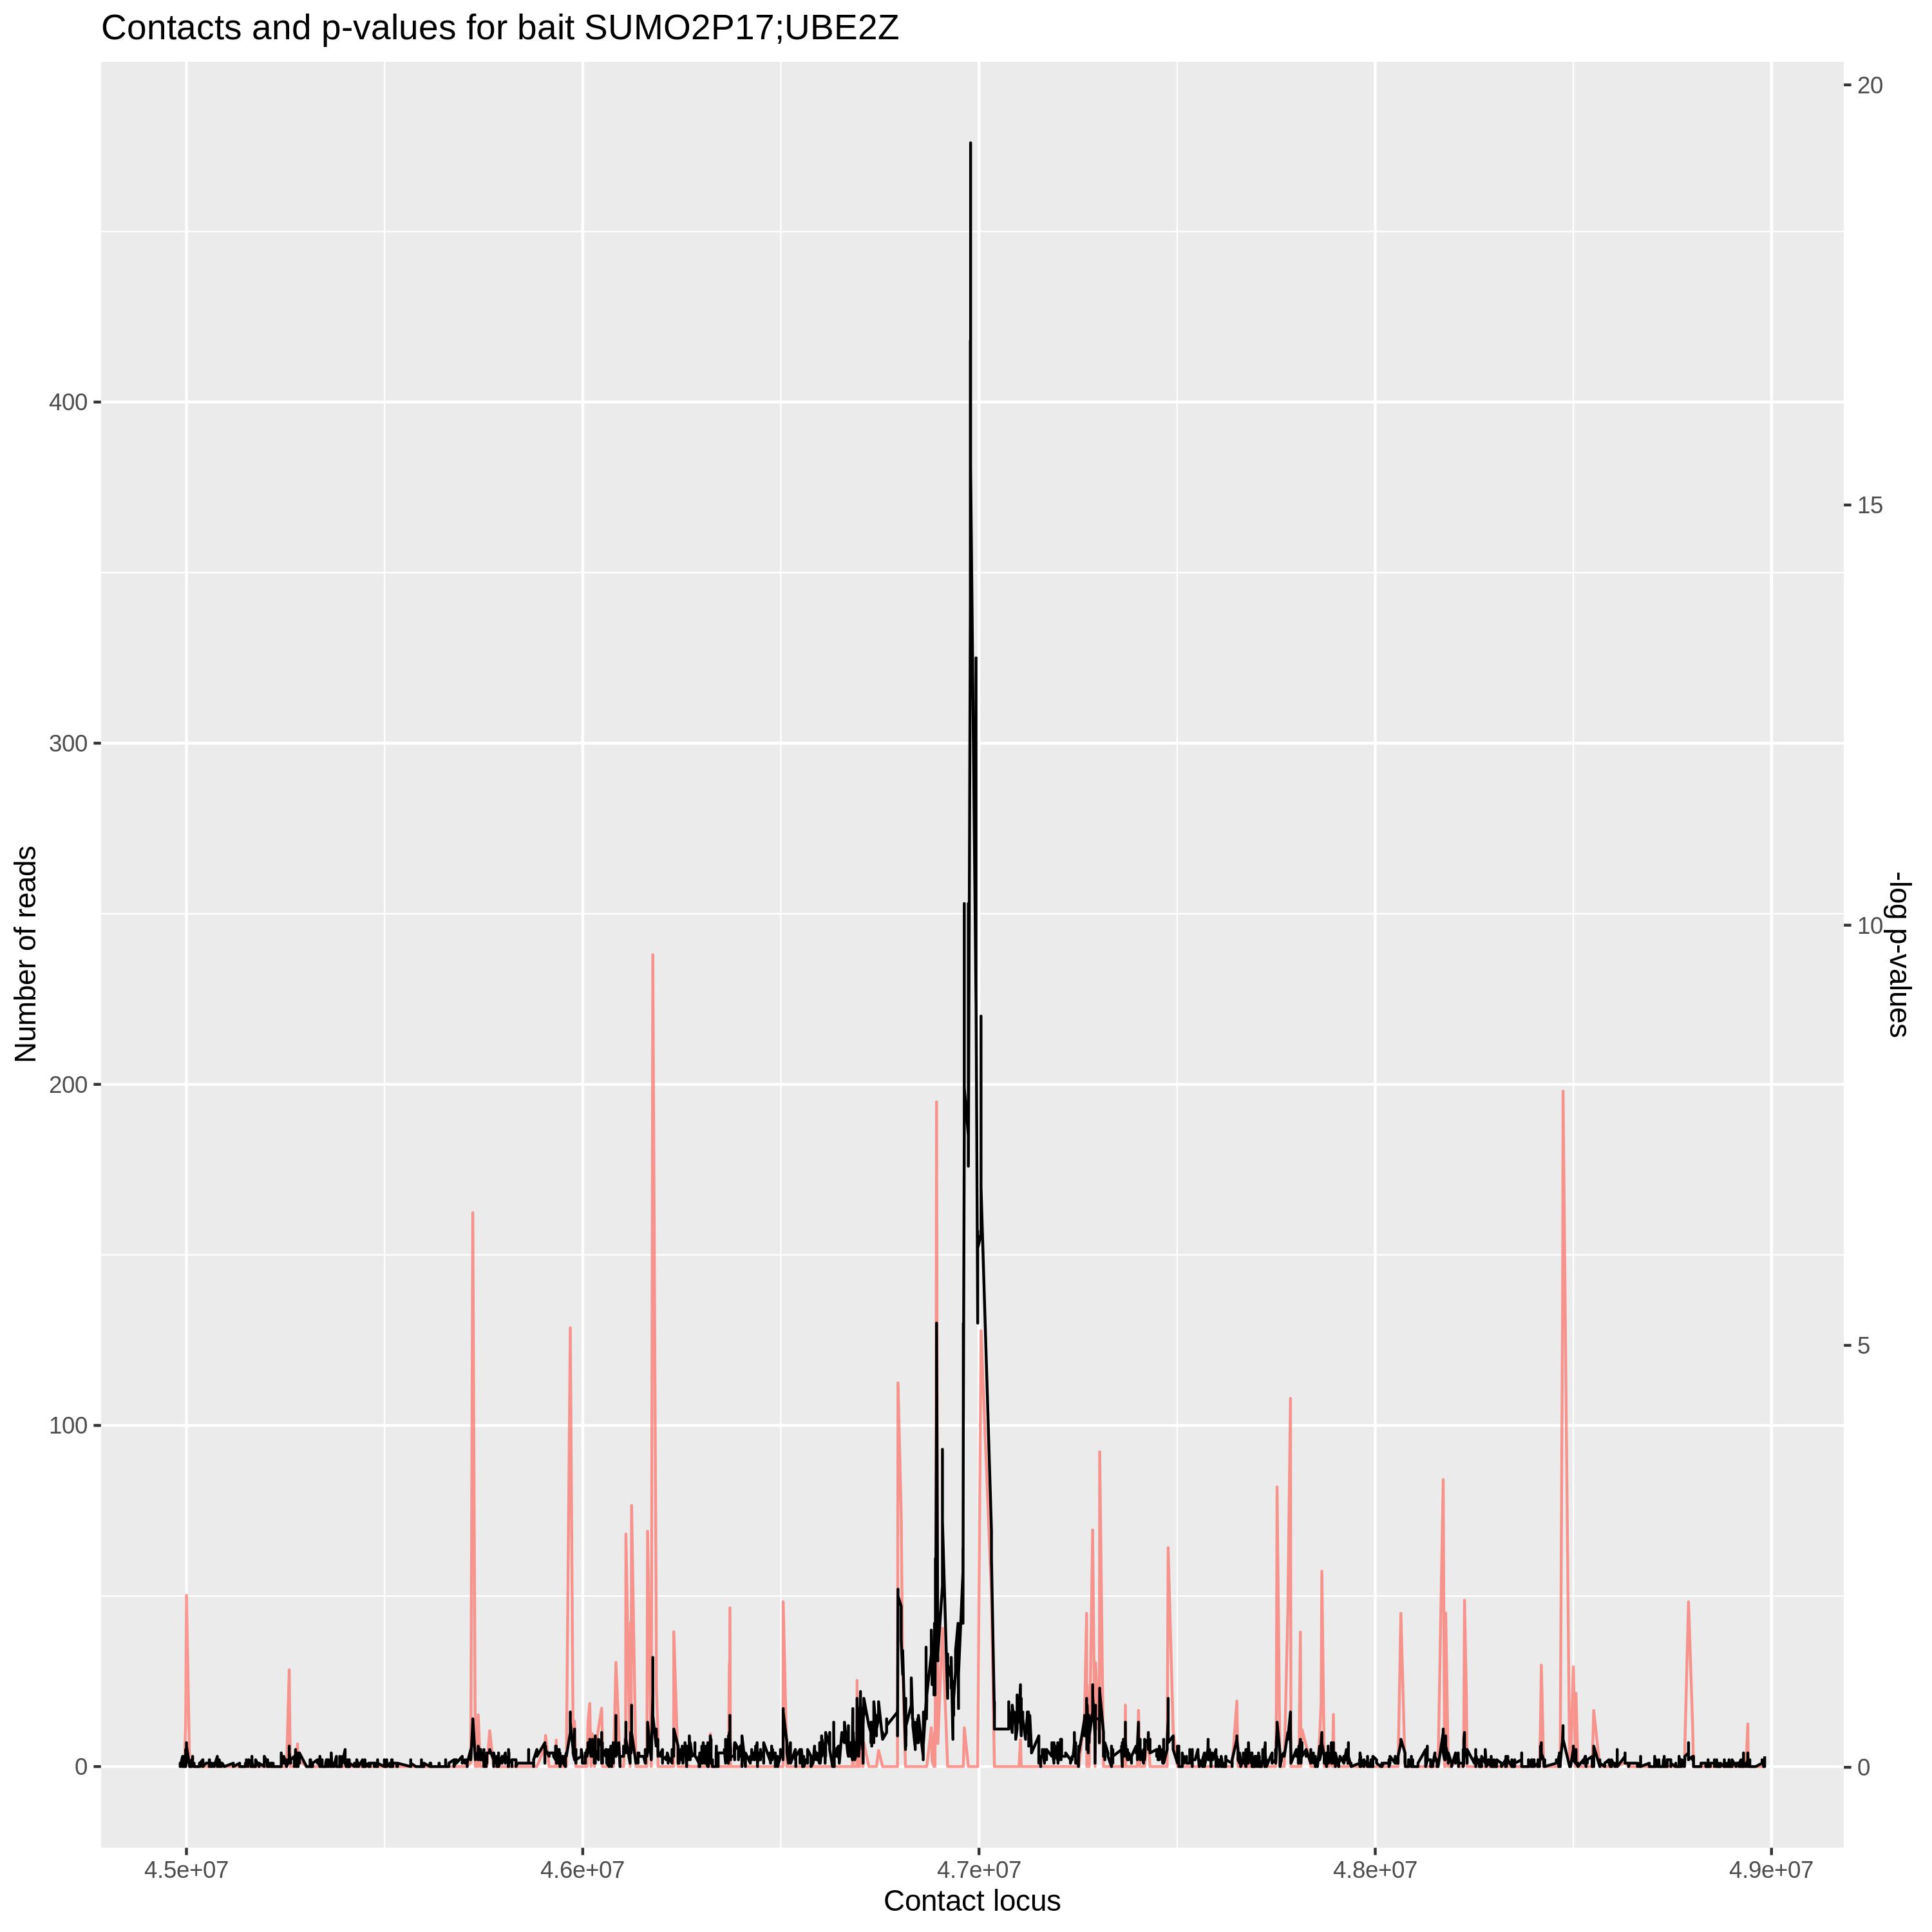 Contacts and p-values for bait SUMO2P17;UBE2Z
Number of reads
400
300
200
100
0
20
15
10
5
0
-log p-values
4.5e+07
4.6e+07
4.7e+07
4.8e+07
4.9e+07
Contact locus